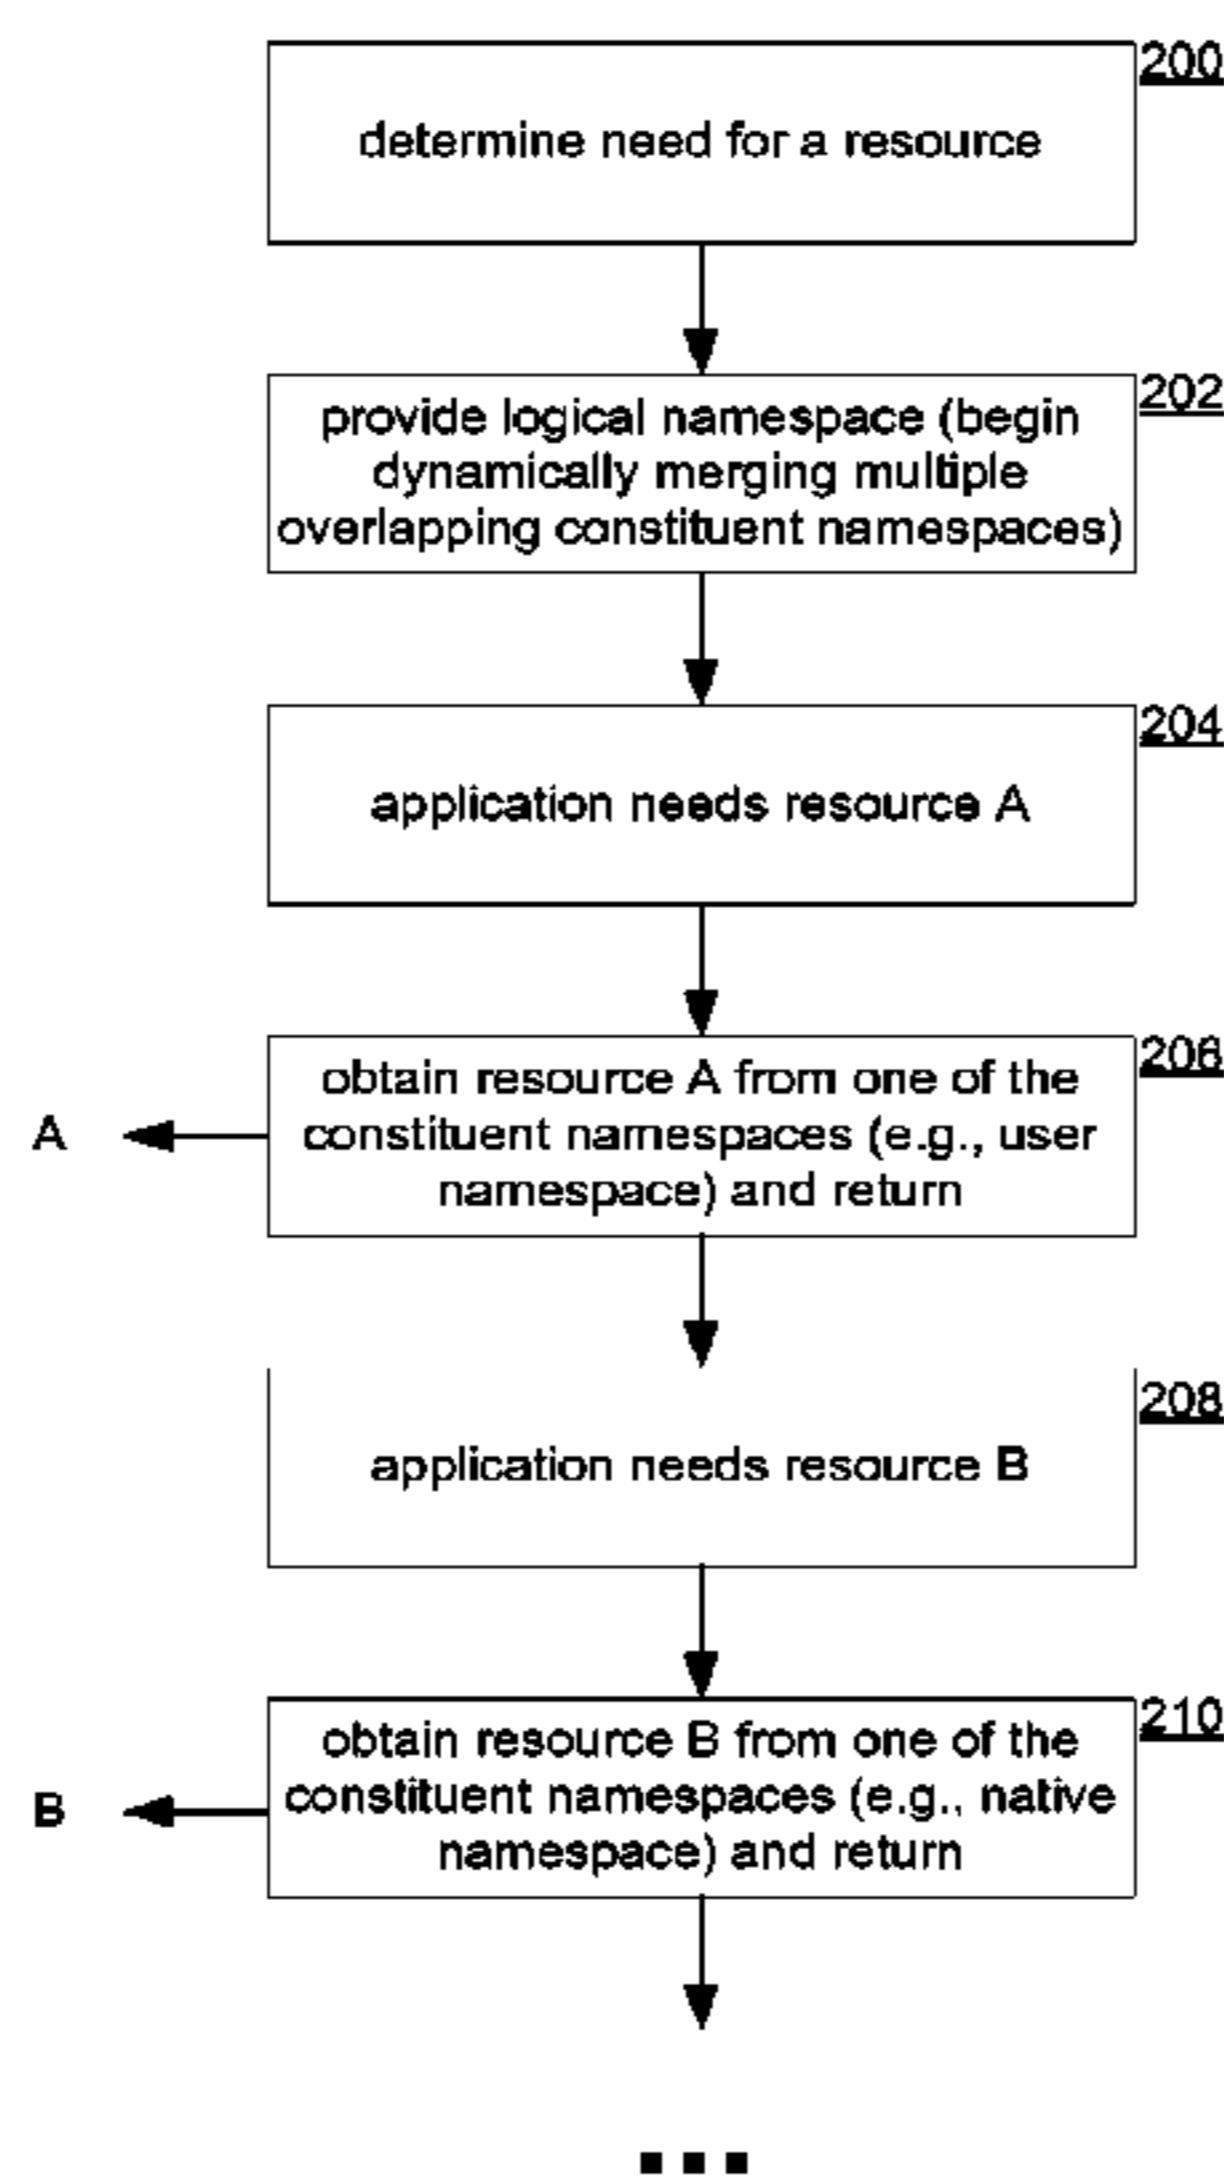 200
determine need for a resource
202
provide logical namespace (begin
dynamically merging multiple
overlapping constituent namespaces)
204
application needs resource A
206
obtain resource A from one of the
constituent namespaces (e.g., user
namespace) and return
A
208
application needs resource B
210
obtain resource B from one of the
constituent namespaces (e.g., native
namespace) and return
B
...